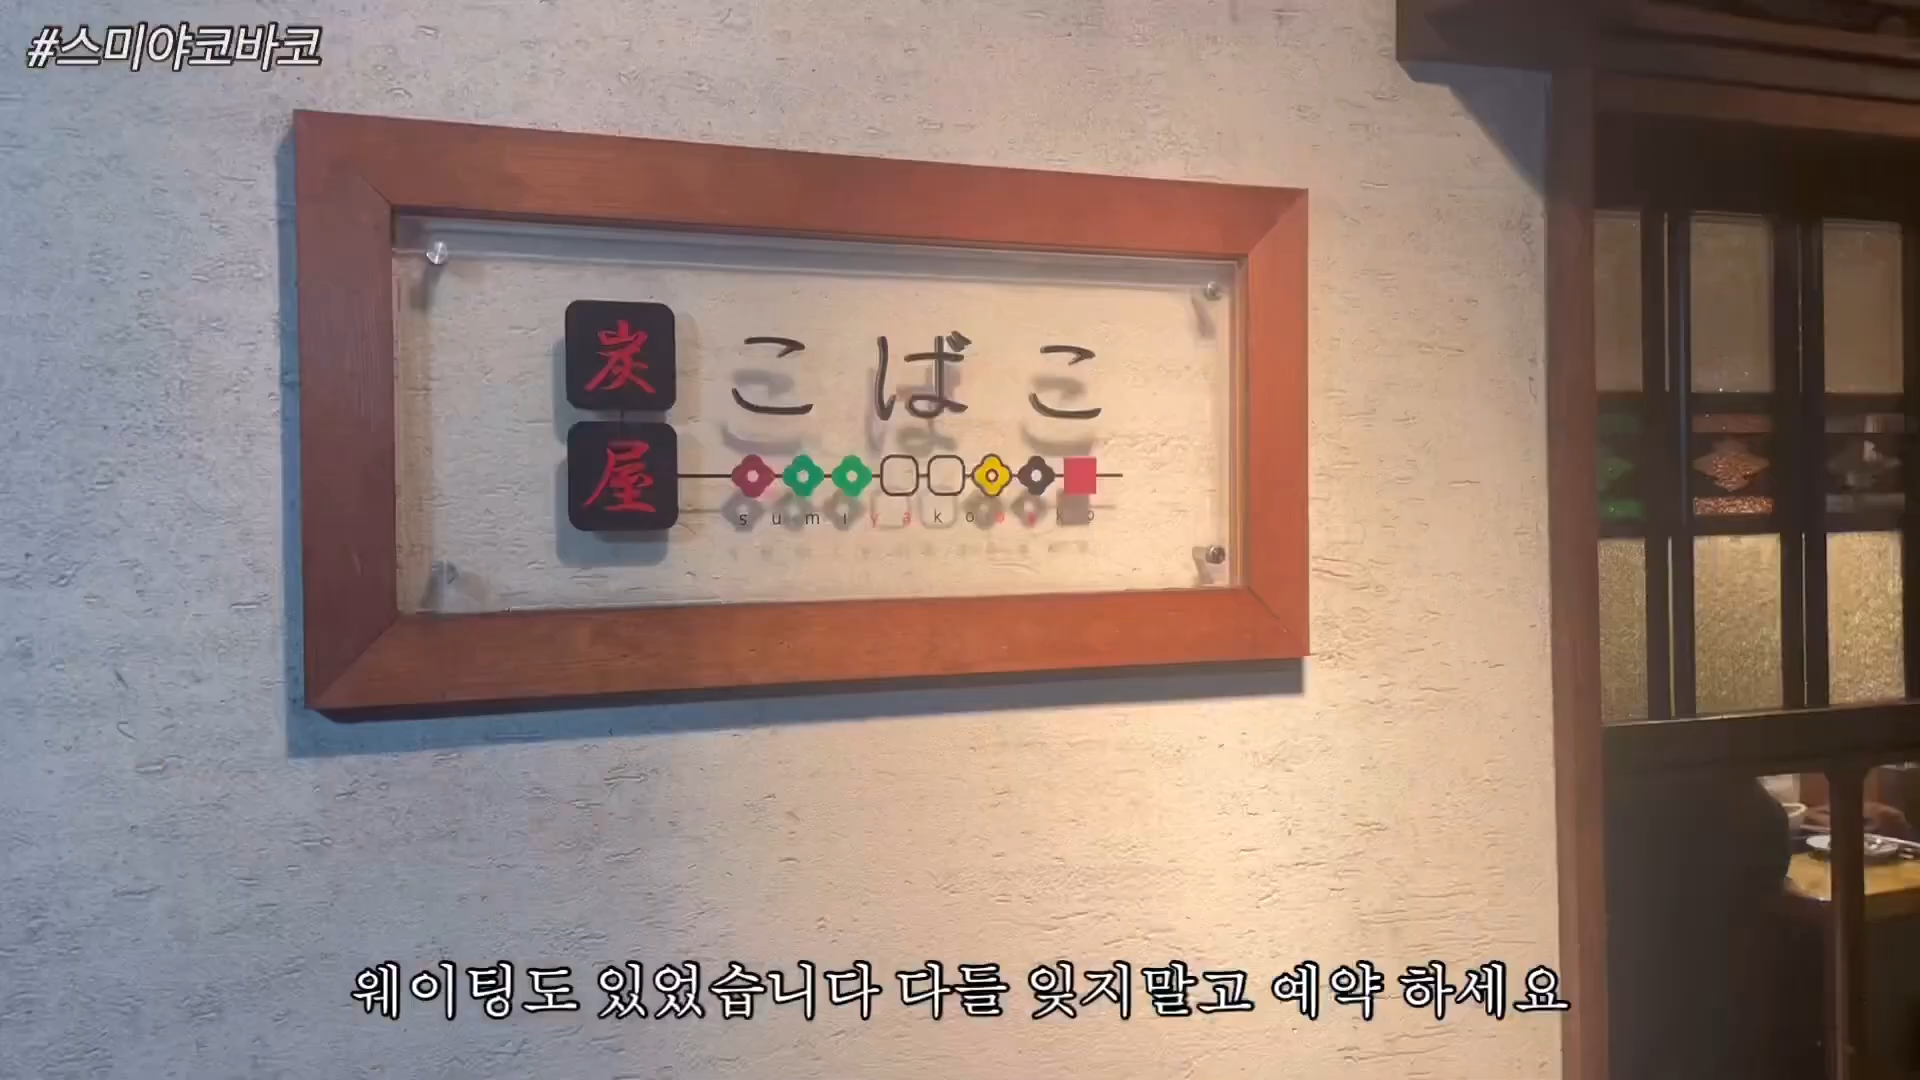 #스미야코바코
炭屋
こばこ
sumiyakobako
웨이팅도 있었습니다 다들 잊지말고 예약 하세요